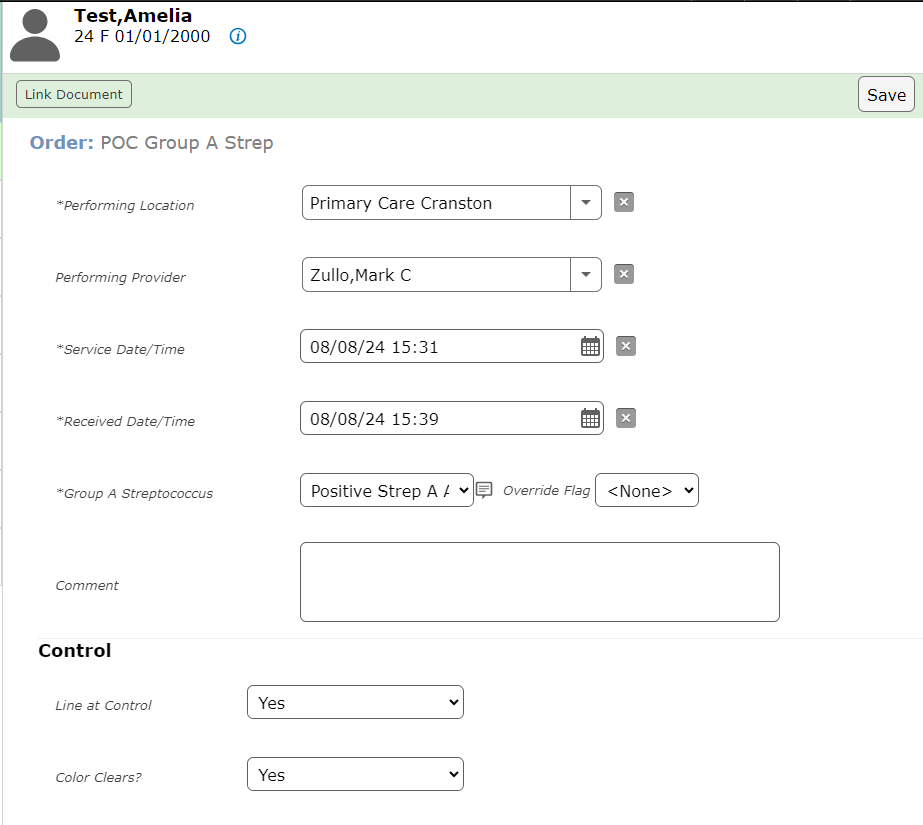 Test,Amelia
24 F 01/01/2000
Link Document
Save
Order: POC Group A Strep
*Performing Location
Primary Care Cranston
Performing Provider
Zullo,Mark C
*Service Date/Time
08/08/24 15:31
*Received Date/Time
08/08/24 15:39
*Group A Streptococcus
Positive Strep A
Override Flag
<None>
Comment
Control
Line at Control
Yes
Color Clears?
Yes